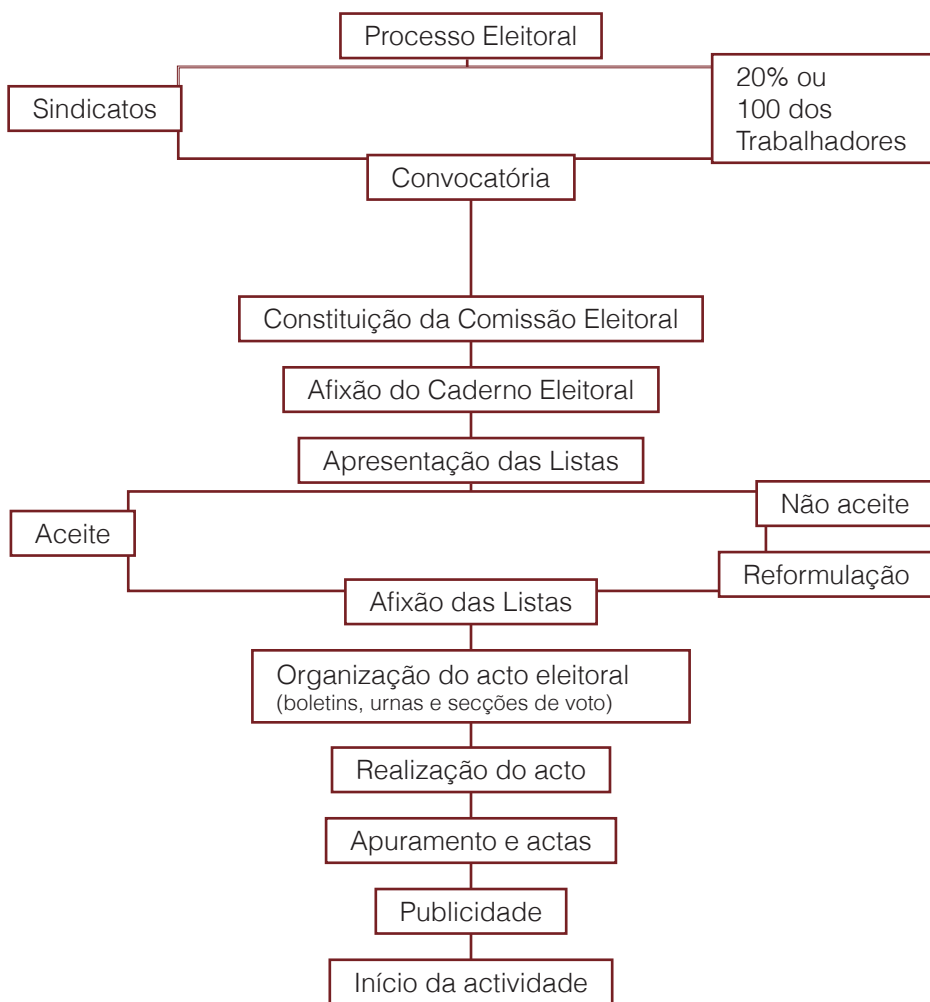 Processo Eleitoral
Sindicatos
20% ou
100 dos
Trabalhadores
Convocatória
Constituição da Comissão Eleitoral
Afixão do Caderno Eleitoral
Apresentação das Listas
Não aceite
Aceite
Reformulação
Afixão das Listas
Organização do acto eleitoral
(boletins, urnas e secções de voto)
Realização do acto
Apuramento e actas
Publicidade
Início da actividade